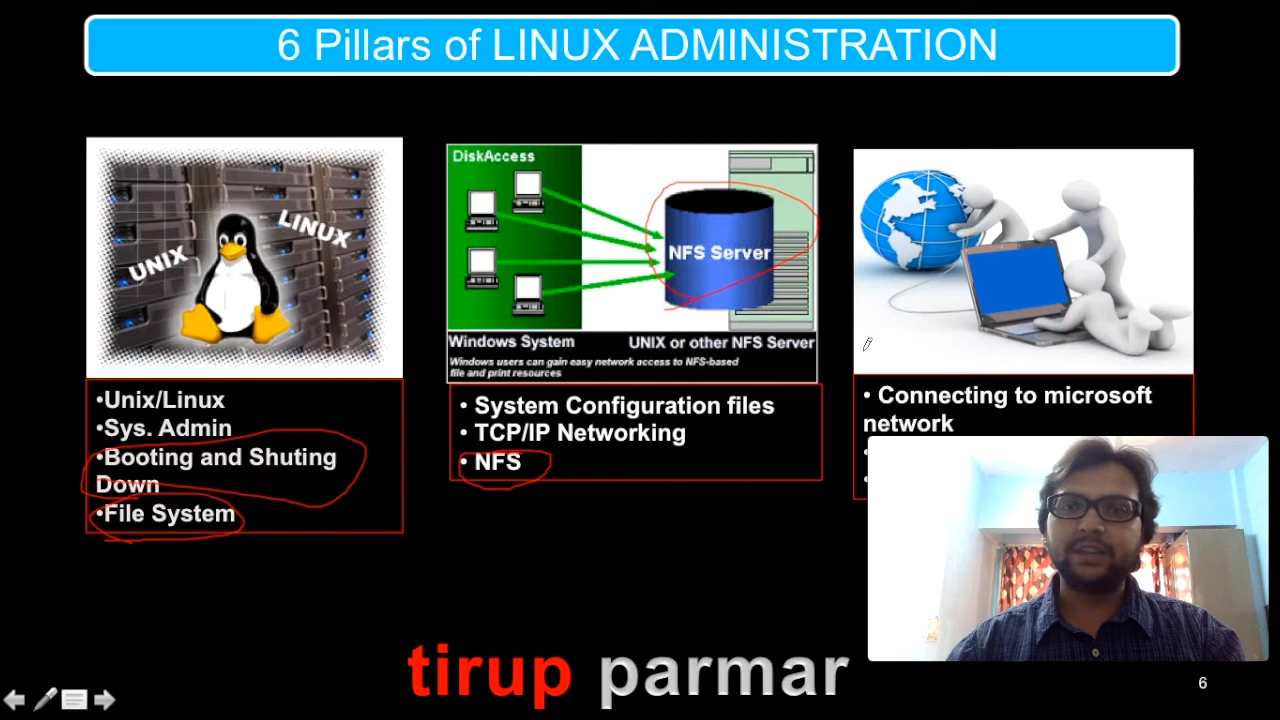 6 Pillars of LINUX ADMINISTRATION
UNIX
LINUX
•Unix/Linux
•Sys. Admin
•Booting and Shuting
Down
•File System
DiskAccess
NFS Server
Windows System
UNIX or other NFS Server
Windows users can gain easy network access to NFS-based
file and print resources
• System Configuration files
• TCP/IP Networking
• NFS
• Connecting to microsoft
network
tirup parmar
6